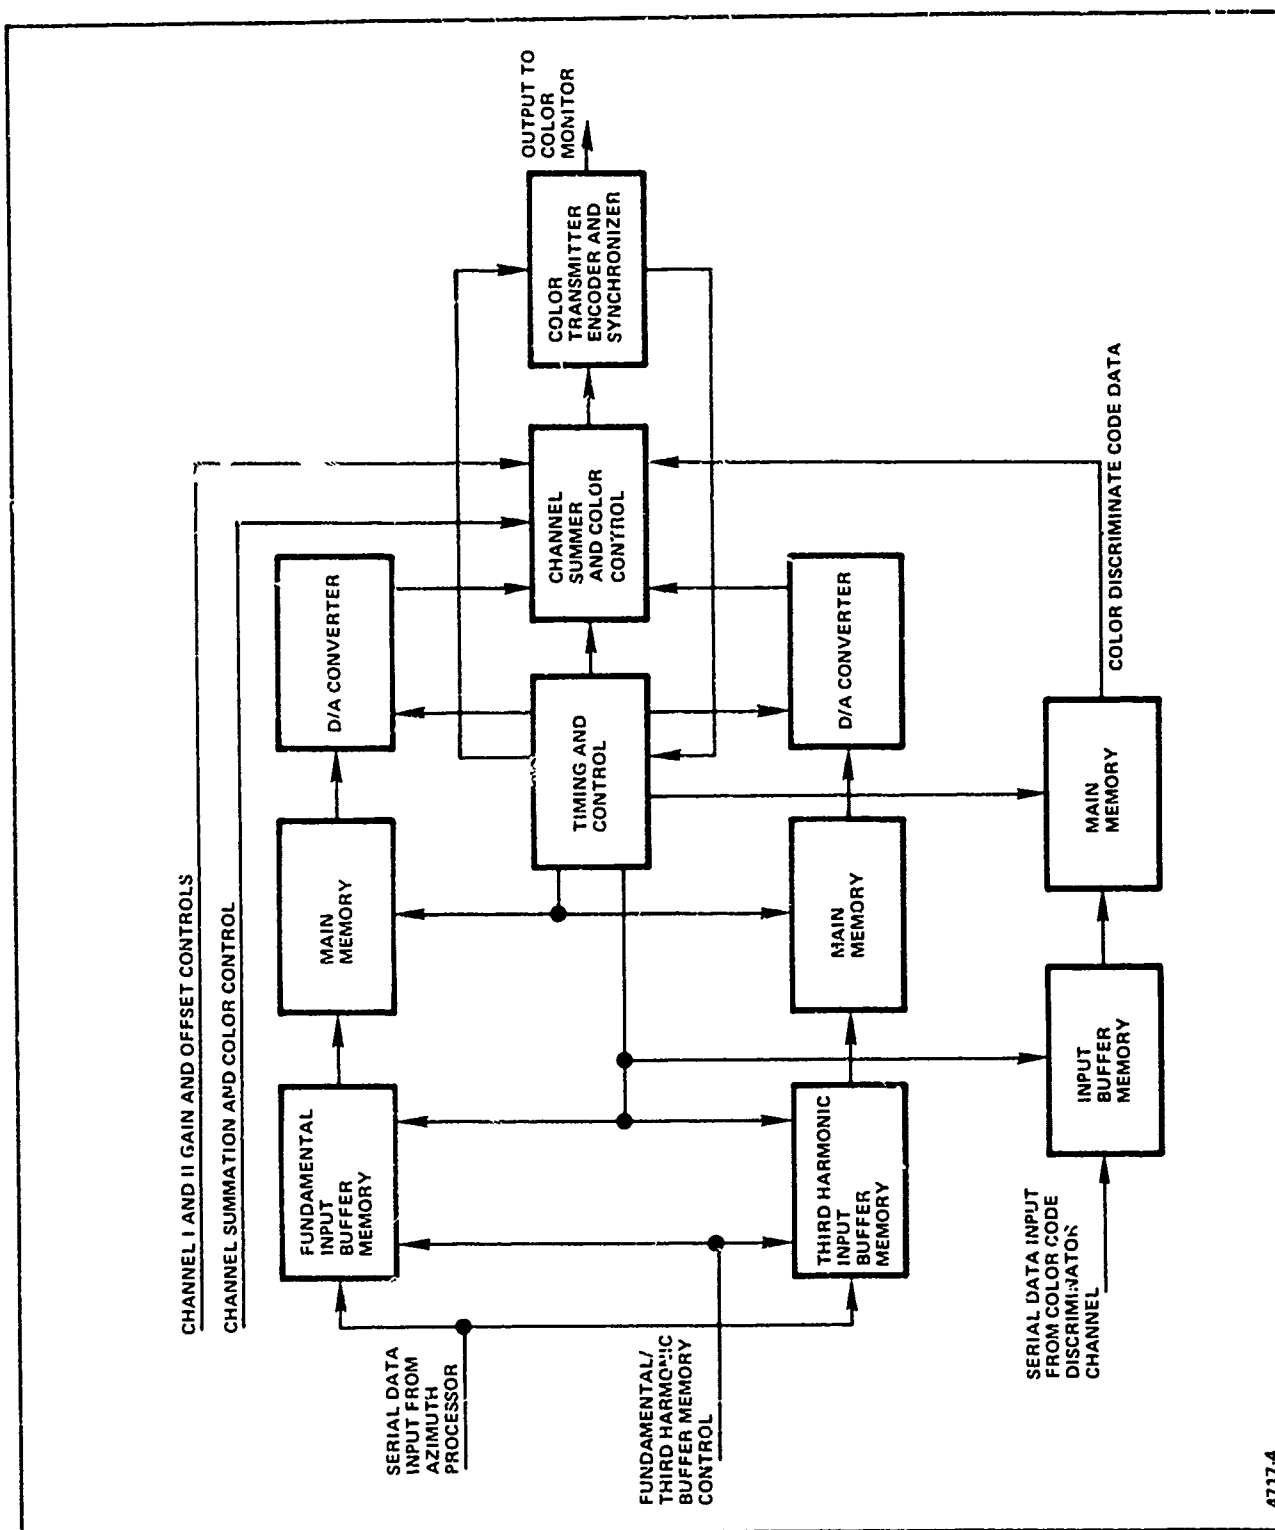 CHANNEL I AND II GAIN AND OFFSET CONTROLS
CHANNEL SUMMATION AND COLOR CONTROL
FUNDAMENTAL
INPUT
BUFFER
MEMORY
MAIN
MEMORY
D/A CONVERTER
SERIAL DATA
INPUT FROM
AZIMUTH
PROCESSOR
TIMING AND
CONTROL
CHANNEL
SUMMER
AND COLOR
CONTROL
COLOR
TRANSMITTER
ENCODER AND
SYNCHRONIZER
OUTPUT TO
COLOR
MONITOR
FUNDAMENTAL/
THIRD HARMONIC
BUFFER MEMORY
CONTROL
THIRD HARMONIC
INPUT
BUFFER
MEMORY
MAIN
MEMORY
D/A CONVERTER
SERIAL DATA INPUT
FROM COLOR CODE
DISCRIMINATOR
CHANNEL
INPUT
BUFFER
MEMORY
MAIN
MEMORY
COLOR DISCRIMINATE CODE DATA
4717-4